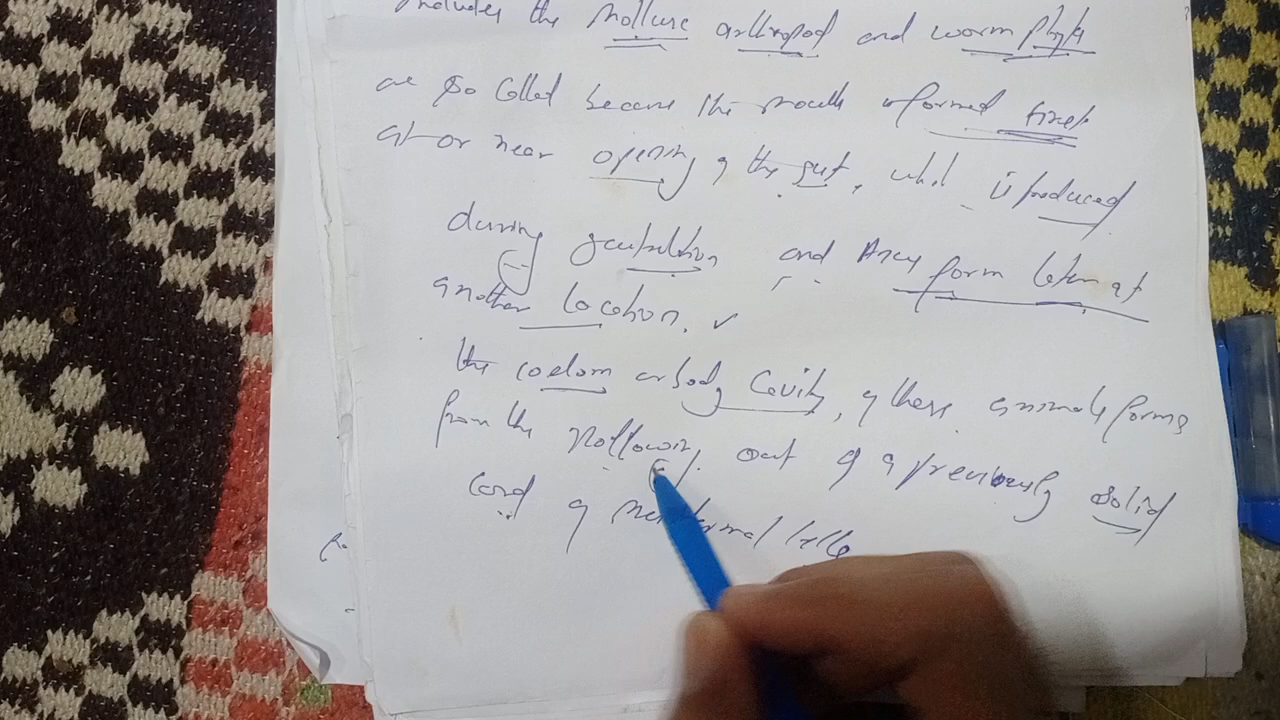 includes the Mollusc arthropod and worm phyla
are so called because the mouth is formed first
at or near opening of the gut, which is produced
during gastrulation and Anus form later at
another location.
the coelom or body Cavity, of these animals forms
from the Hollowing out of a previously solid
Cord of mesodermal cells